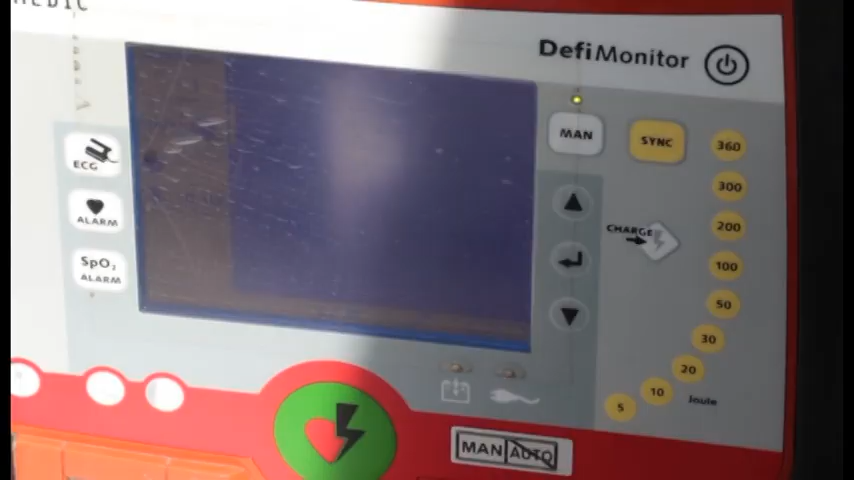 DefiMonitor
MAN
SYNC
360
300
200
100
50
30
20
10
5
Joule
CHARGE
ECG
ALARM
SpO₂
ALARM
MAN AUTO